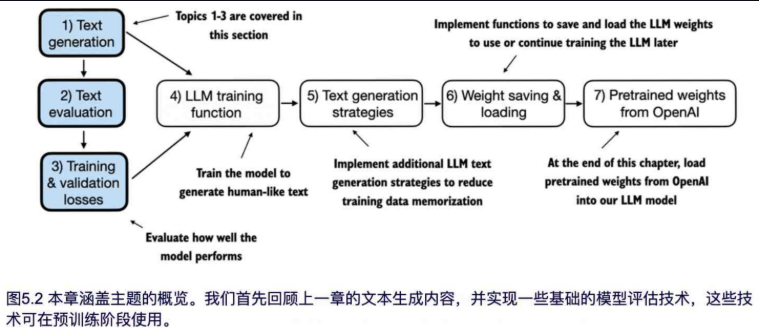 1) Text
generation
Topics 1-3 are covered in
this section
2) Text
evaluation
3) Training
& validation
losses
Evaluate how well the
model performs
4) LLM training
function
Train the model to
generate human-like text
5) Text generation
strategies
Implement additional LLM text
generation strategies to reduce
training data memorization
Implement functions to save and load the LLM weights
to use or continue training the LLM later
6) Weight saving &
loading
7) Pretrained weights
from OpenAI
At the end of this chapter, load
pretrained weights from OpenAI
into our LLM model
图5.2 本章涵盖主题的概览。我们首先回顾上一章的文本生成内容，并实现一些基础的模型评估技术，这些技
术可在预训练阶段使用。